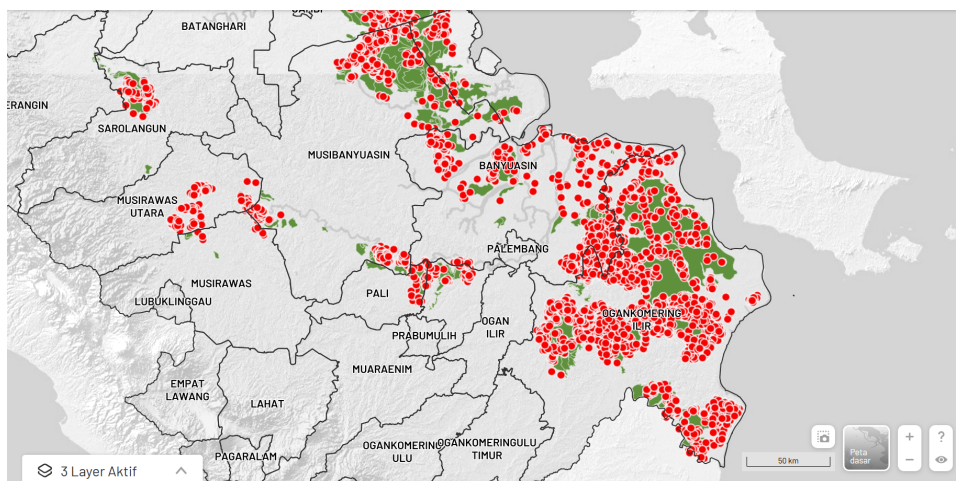 BATANGHARI
ERANGIN
SAROLANGUN
MUSIBANYUASIN
BANYUASIN
MUSIRAWAS
UTARA
PALEMBANG
MUSIRAWAS
PALI
LUBUKLINGGAU
OGANKOMERING
ILIR
OGAN
ILIR
PRABUMULIH
MUARAENIM
EMPAT
LAWANG
LAHAT
OGANKOMERING
ULU
OGANKOMERINGULU
TIMUR
PAGARALAM
3 Layer Aktif
50 km
Peta
dasar
+
−
?